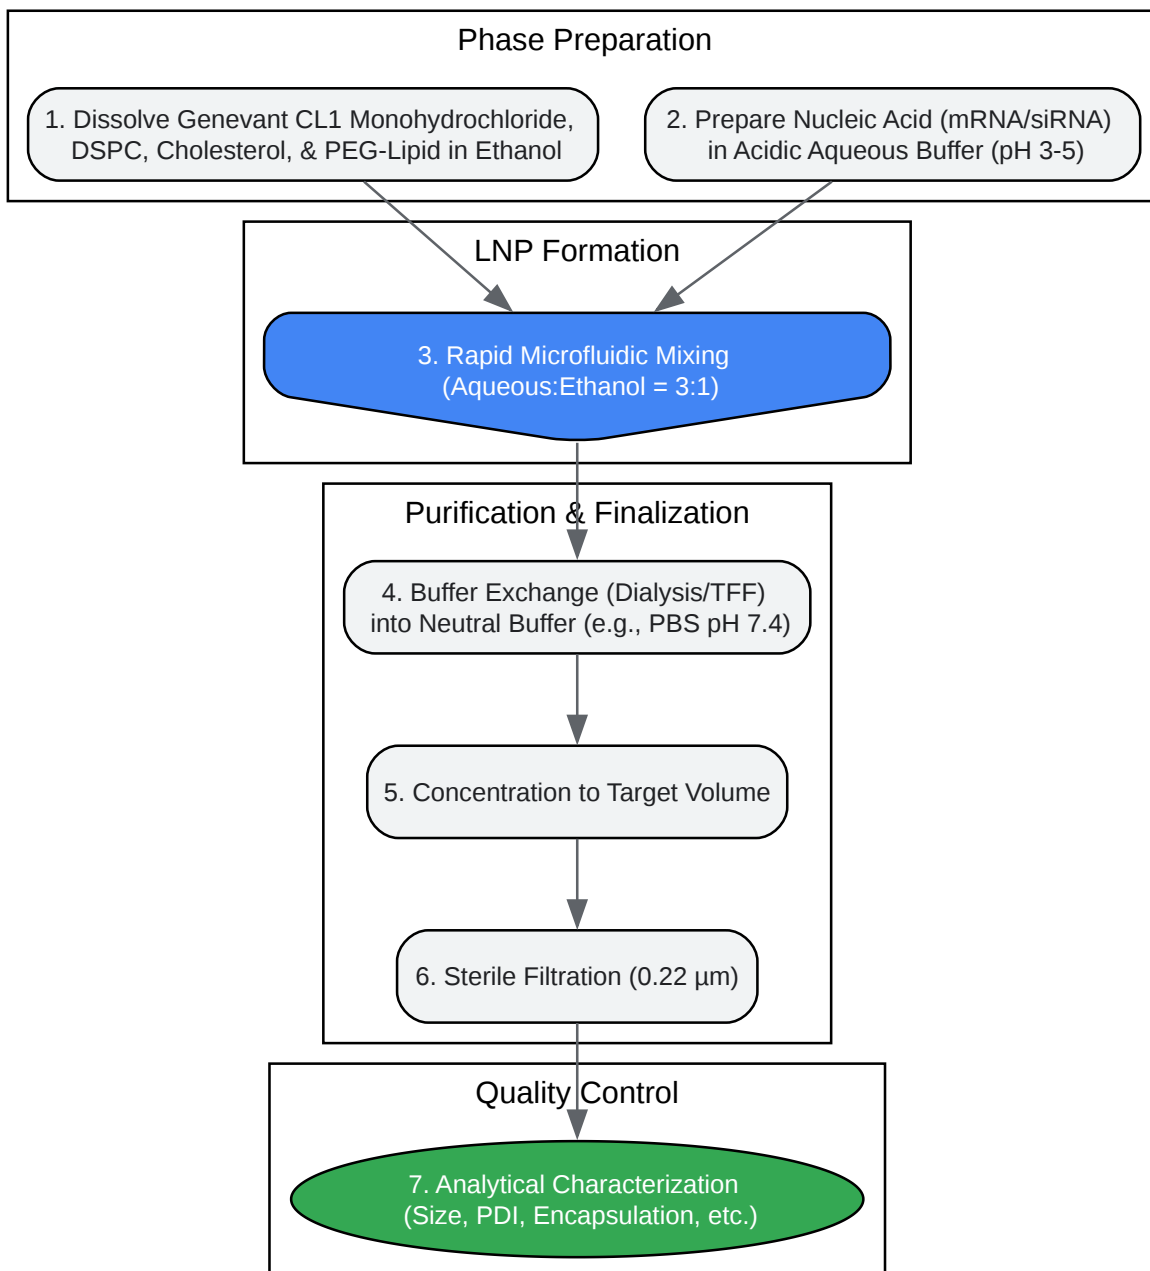 Phase Preparation
1. Dissolve Genevant CL1 Monohydrochloride,
DSPC, Cholesterol, & PEG-Lipid in Ethanol
2. Prepare Nucleic Acid (mRNA/siRNA)
in Acidic Aqueous Buffer (pH 3-5)
LNP Formation
3. Rapid Microfluidic Mixing
(Aqueous:Ethanol = 3:1)
Purification & Finalization
4. Buffer Exchange (Dialysis/TFF)
into Neutral Buffer (e.g., PBS pH 7.4)
5. Concentration to Target Volume
6. Sterile Filtration (0.22 µm)
Quality Control
7. Analytical Characterization
(Size, PDI, Encapsulation, etc.)